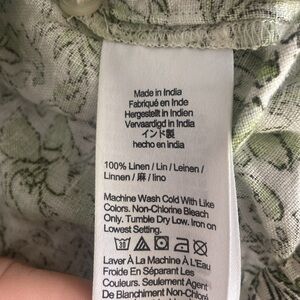 Made in India
Fabriqué en Inde
Hergestellt in Indien
Vervaardigd in India
インド製
hecho en india
100% Linen / Lin / Leinen /
Linnen / 麻 / lino
Machine Wash Cold With Like
Colors. Non-Chlorine Bleach
Only. Tumble Dry Low. Iron on
Lowest Setting.
30
Laver À La Machine À L'Eau
Froide En Séparant Les
Couleurs. Seulement Agent
De Blanchiment Non-